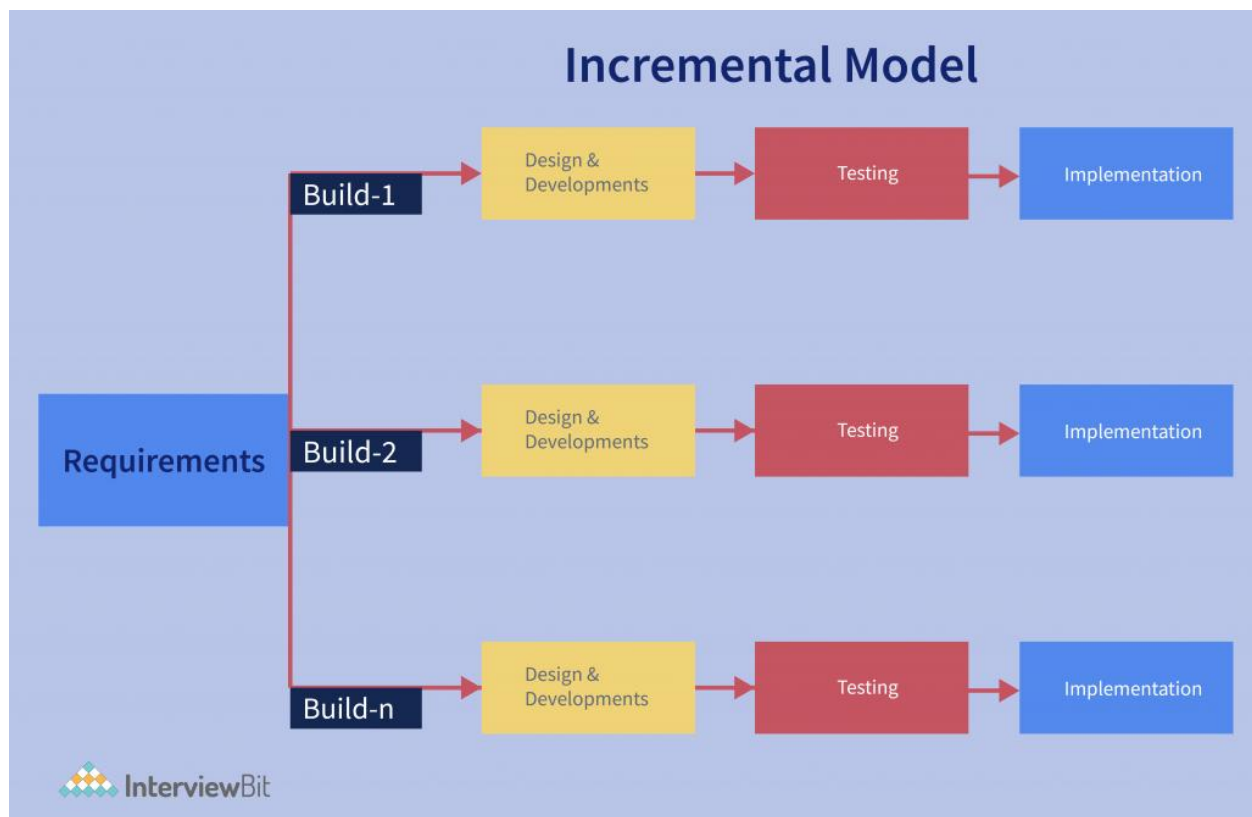 Incremental Model
Build-1
Design &
Developments
Testing
Implementation
Requirements
Build-2
Design &
Developments
Testing
Implementation
Build-n
Design &
Developments
Testing
Implementation
InterviewBit